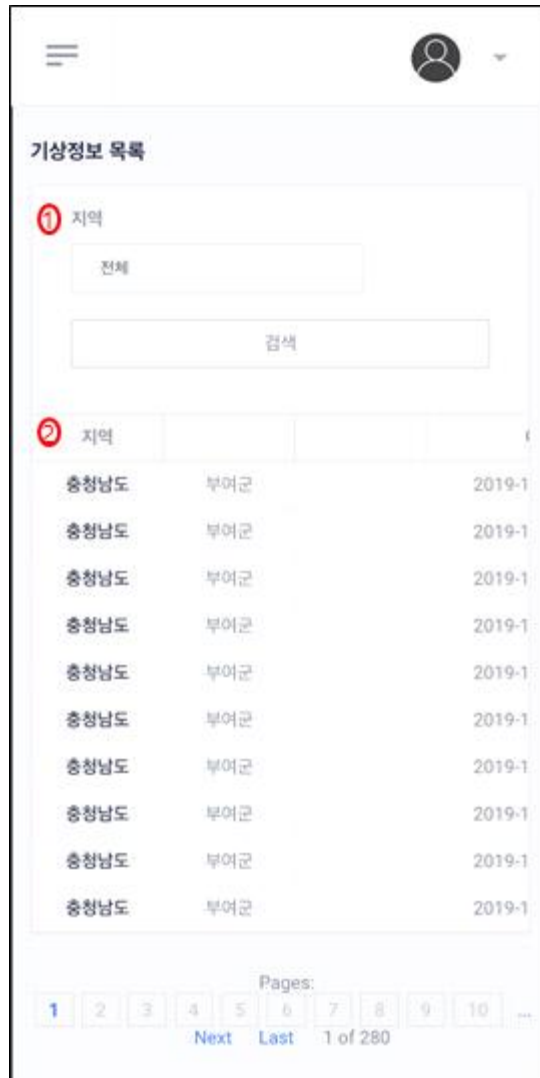 기상정보 목록
① 지역
전체
검색
② 지역
충청남도 부여군 2019-1
충청남도 부여군 2019-1
충청남도 부여군 2019-1
충청남도 부여군 2019-1
충청남도 부여군 2019-1
충청남도 부여군 2019-1
충청남도 부여군 2019-1
충청남도 부여군 2019-1
충청남도 부여군 2019-1
충청남도 부여군 2019-1
Pages:
1 2 3 4 5 6 7 8 9 10 ...
Next Last 1 of 280